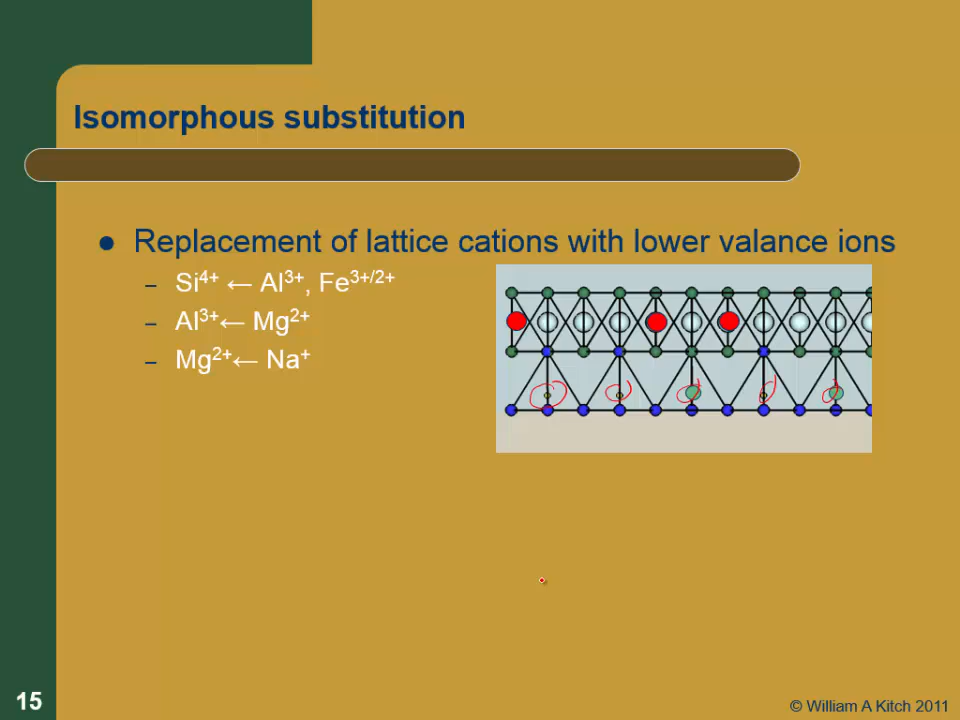 Isomorphous substitution
● Replacement of lattice cations with lower valance ions
– Si⁴⁺ ← Al³⁺, Fe³⁺/²⁺
– Al³⁺← Mg²⁺
– Mg²⁺← Na⁺
15
© William A Kitch 2011